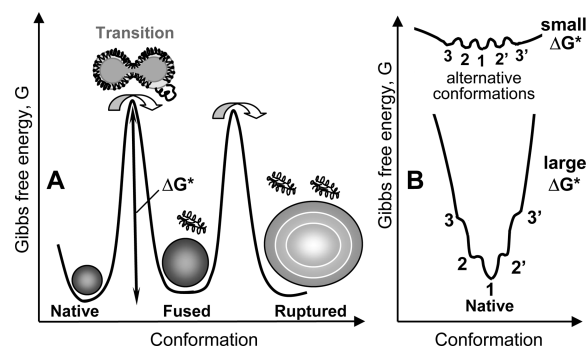 Gibbs free energy, G
Transition
A
ΔG*
Native
Fused
Ruptured
Conformation
Gibbs free energy, G
small
ΔG*
3 2 1 2' 3'
alternative
conformations
B
large
ΔG*
3
3'
2
2'
1
Native
Conformation